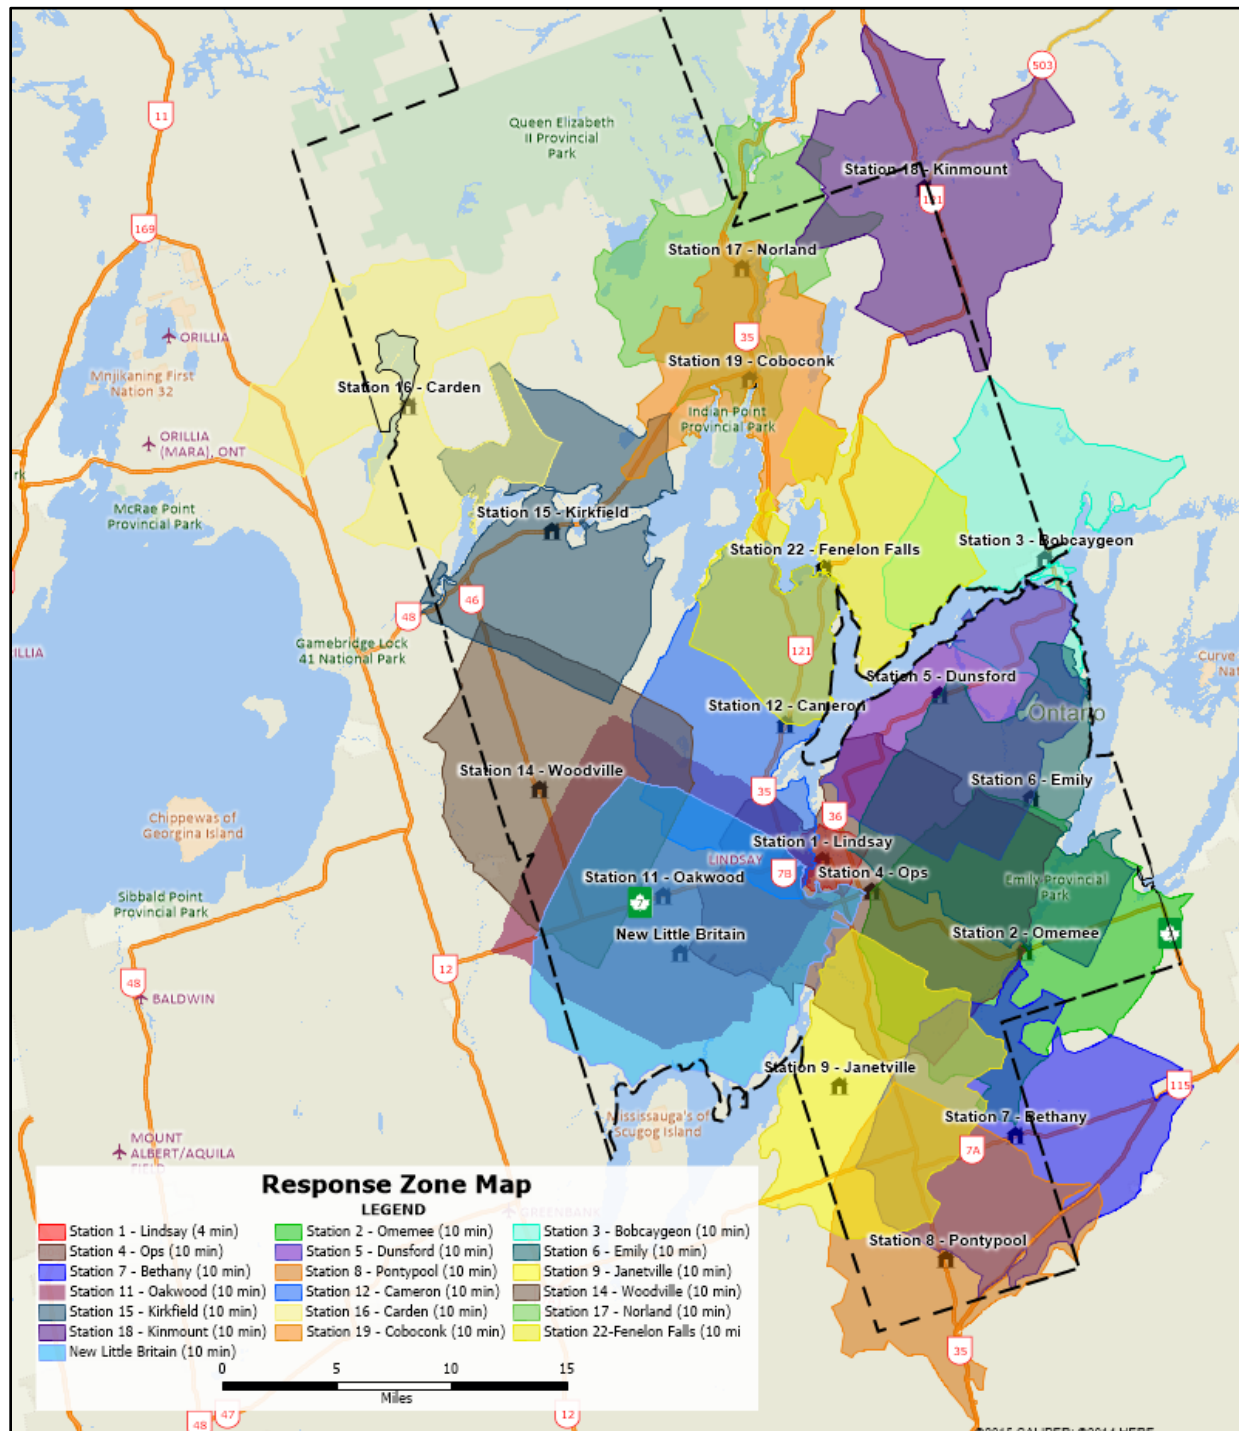 503
11
Queen Elizabeth
II Provincial
Park
Station 18 - Kinmount
121
169
Station 17 - Norland
ORILLIA
35
Station 19 - Coboconk
Mnjikaning First
Nation 32
Station 16 - Carden
Indian Point
Provincial Park
ORILLIA
(MARA), ONT
rk
McRae Point
Provincial Park
Station 15 - Kirkfield
Station 3 - Bobcaygeon
Station 22 - Fenelon Falls
46
48
Gamebridge Lock
41 National Park
LLIA
121
Curve
Nat
Station 5 - Dunsford
Station 12 - Cameron
Ontario
Station 14 - Woodville
Station 6 - Emily
35
36
Chippewas of
Georgina Island
Station 1 - Lindsay
LINDSAY
7B
Station 4 - Ops
Station 11 - Oakwood
Emily Provincial
Park
Sibbald Point
Provincial Park
7
New Little Britain
Station 2 - Omemee
7
12
48
BALDWIN
Station 9 - Janetville
115
Mississauga's of
Scugog Island
Station 7 - Bethany
MOUNT
ALBERT/AQUILA
FIELD
7A
GREENBANK
Station 8 - Pontypool
35
Response Zone Map
LEGEND
Station 1 - Lindsay (4 min) Station 2 - Omemee (10 min) Station 3 - Bobcaygeon (10 min)
Station 4 - Ops (10 min) Station 5 - Dunsford (10 min) Station 6 - Emily (10 min)
Station 7 - Bethany (10 min) Station 8 - Pontypool (10 min) Station 9 - Janetville (10 min)
Station 11 - Oakwood (10 min) Station 12 - Cameron (10 min) Station 14 - Woodville (10 min)
Station 15 - Kirkfield (10 min) Station 16 - Carden (10 min) Station 17 - Norland (10 min)
Station 18 - Kinmount (10 min) Station 19 - Coboconk (10 min) Station 22-Fenelon Falls (10 mi
New Little Britain (10 min)
0 5 10 15
Miles
48
47
12
©2015 CALIPER; ©2014 HERE